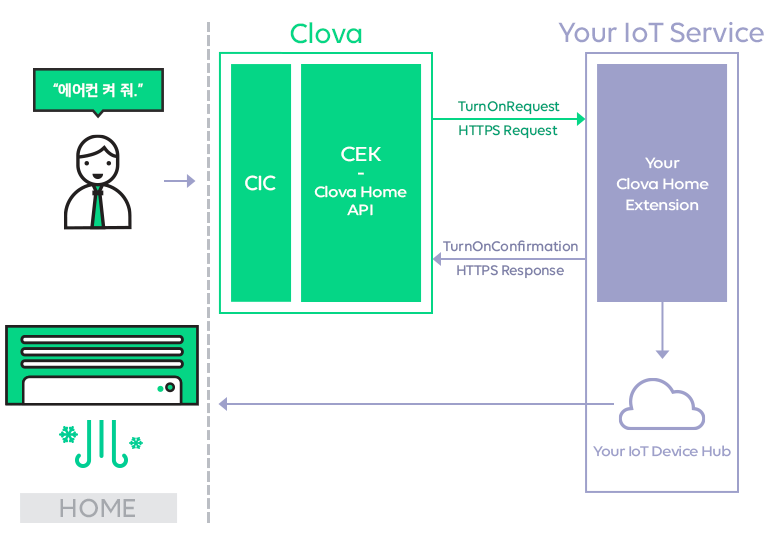 Clova
Your IoT Service
“에어컨 켜 줘.”
CIC
CEK
-
Clova Home
API
TurnOnRequest
HTTPS Request
TurnOnConfirmation
HTTPS Response
Your
Clova Home
Extension
Your IoT Device Hub
HOME